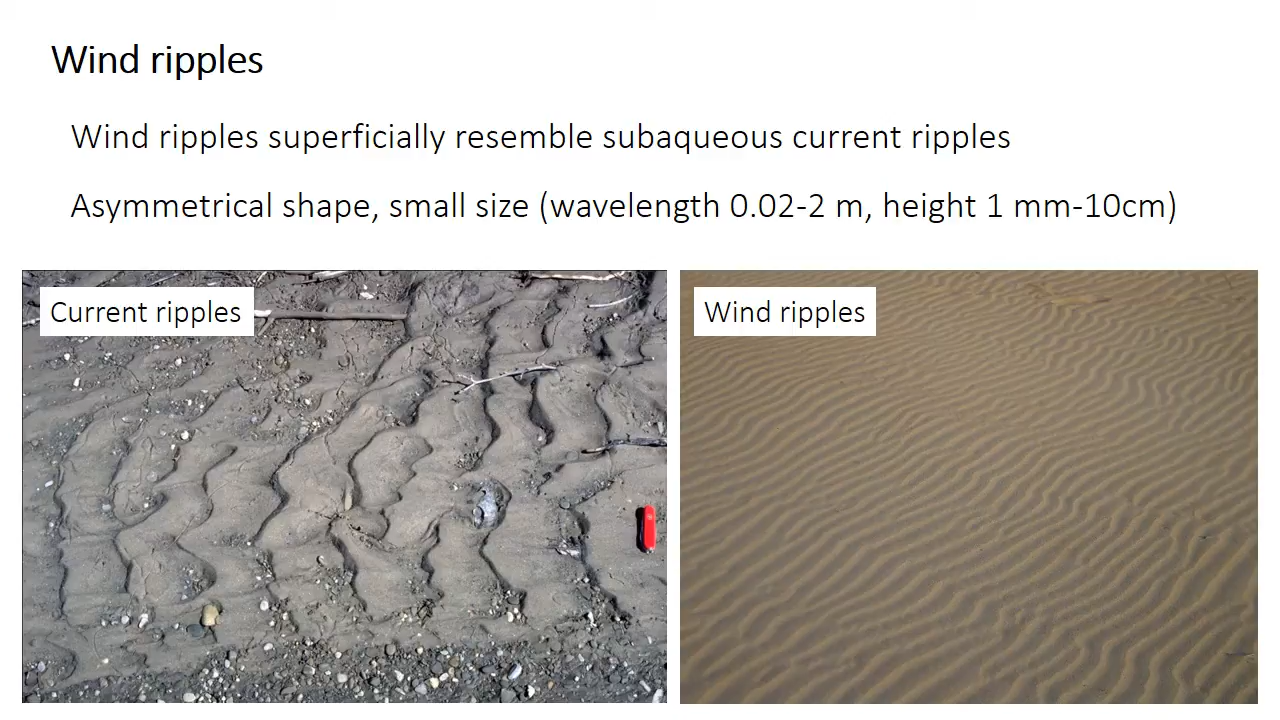 Wind ripples
Wind ripples superficially resemble subaqueous current ripples
Asymmetrical shape, small size (wavelength 0.02-2 m, height 1 mm-10cm)
Current ripples
Wind ripples